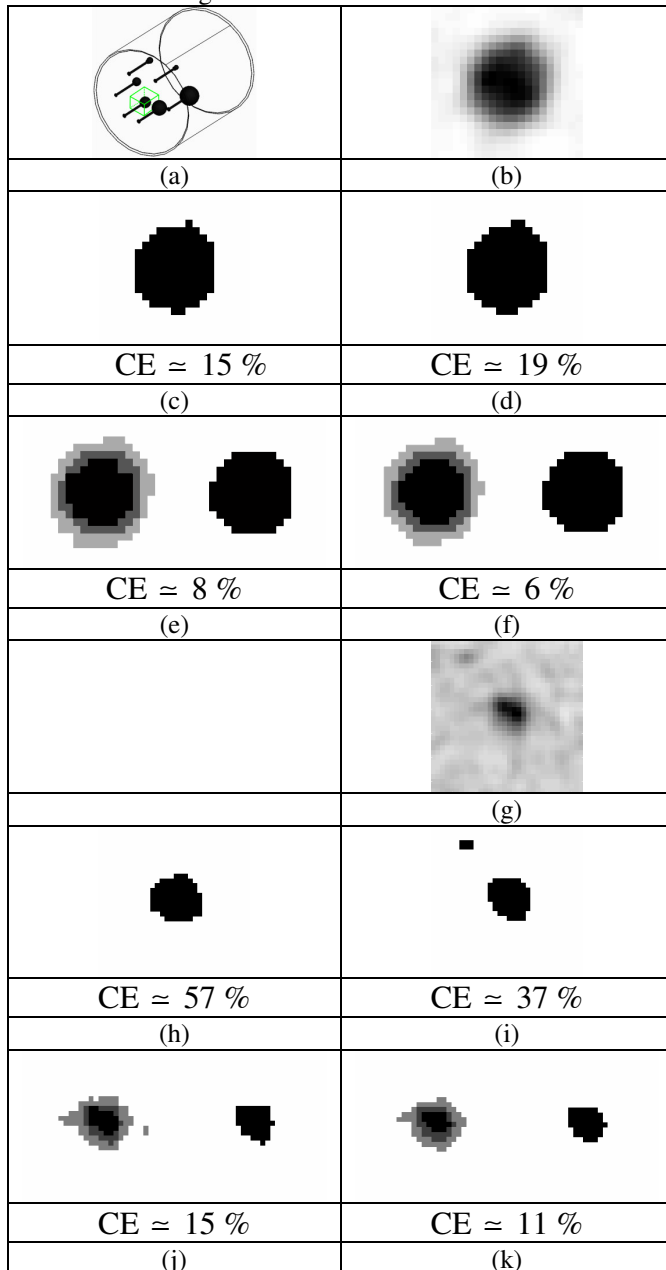 (a) (b)
CE ≃ 15 % CE ≃ 19 %
(c) (d)
CE ≃ 8 % CE ≃ 6 %
(e) (f)
(g)
CE ≃ 57 % CE ≃ 37 %
(h) (i)
CE ≃ 15 % CE ≃ 11 %
(j) (k)